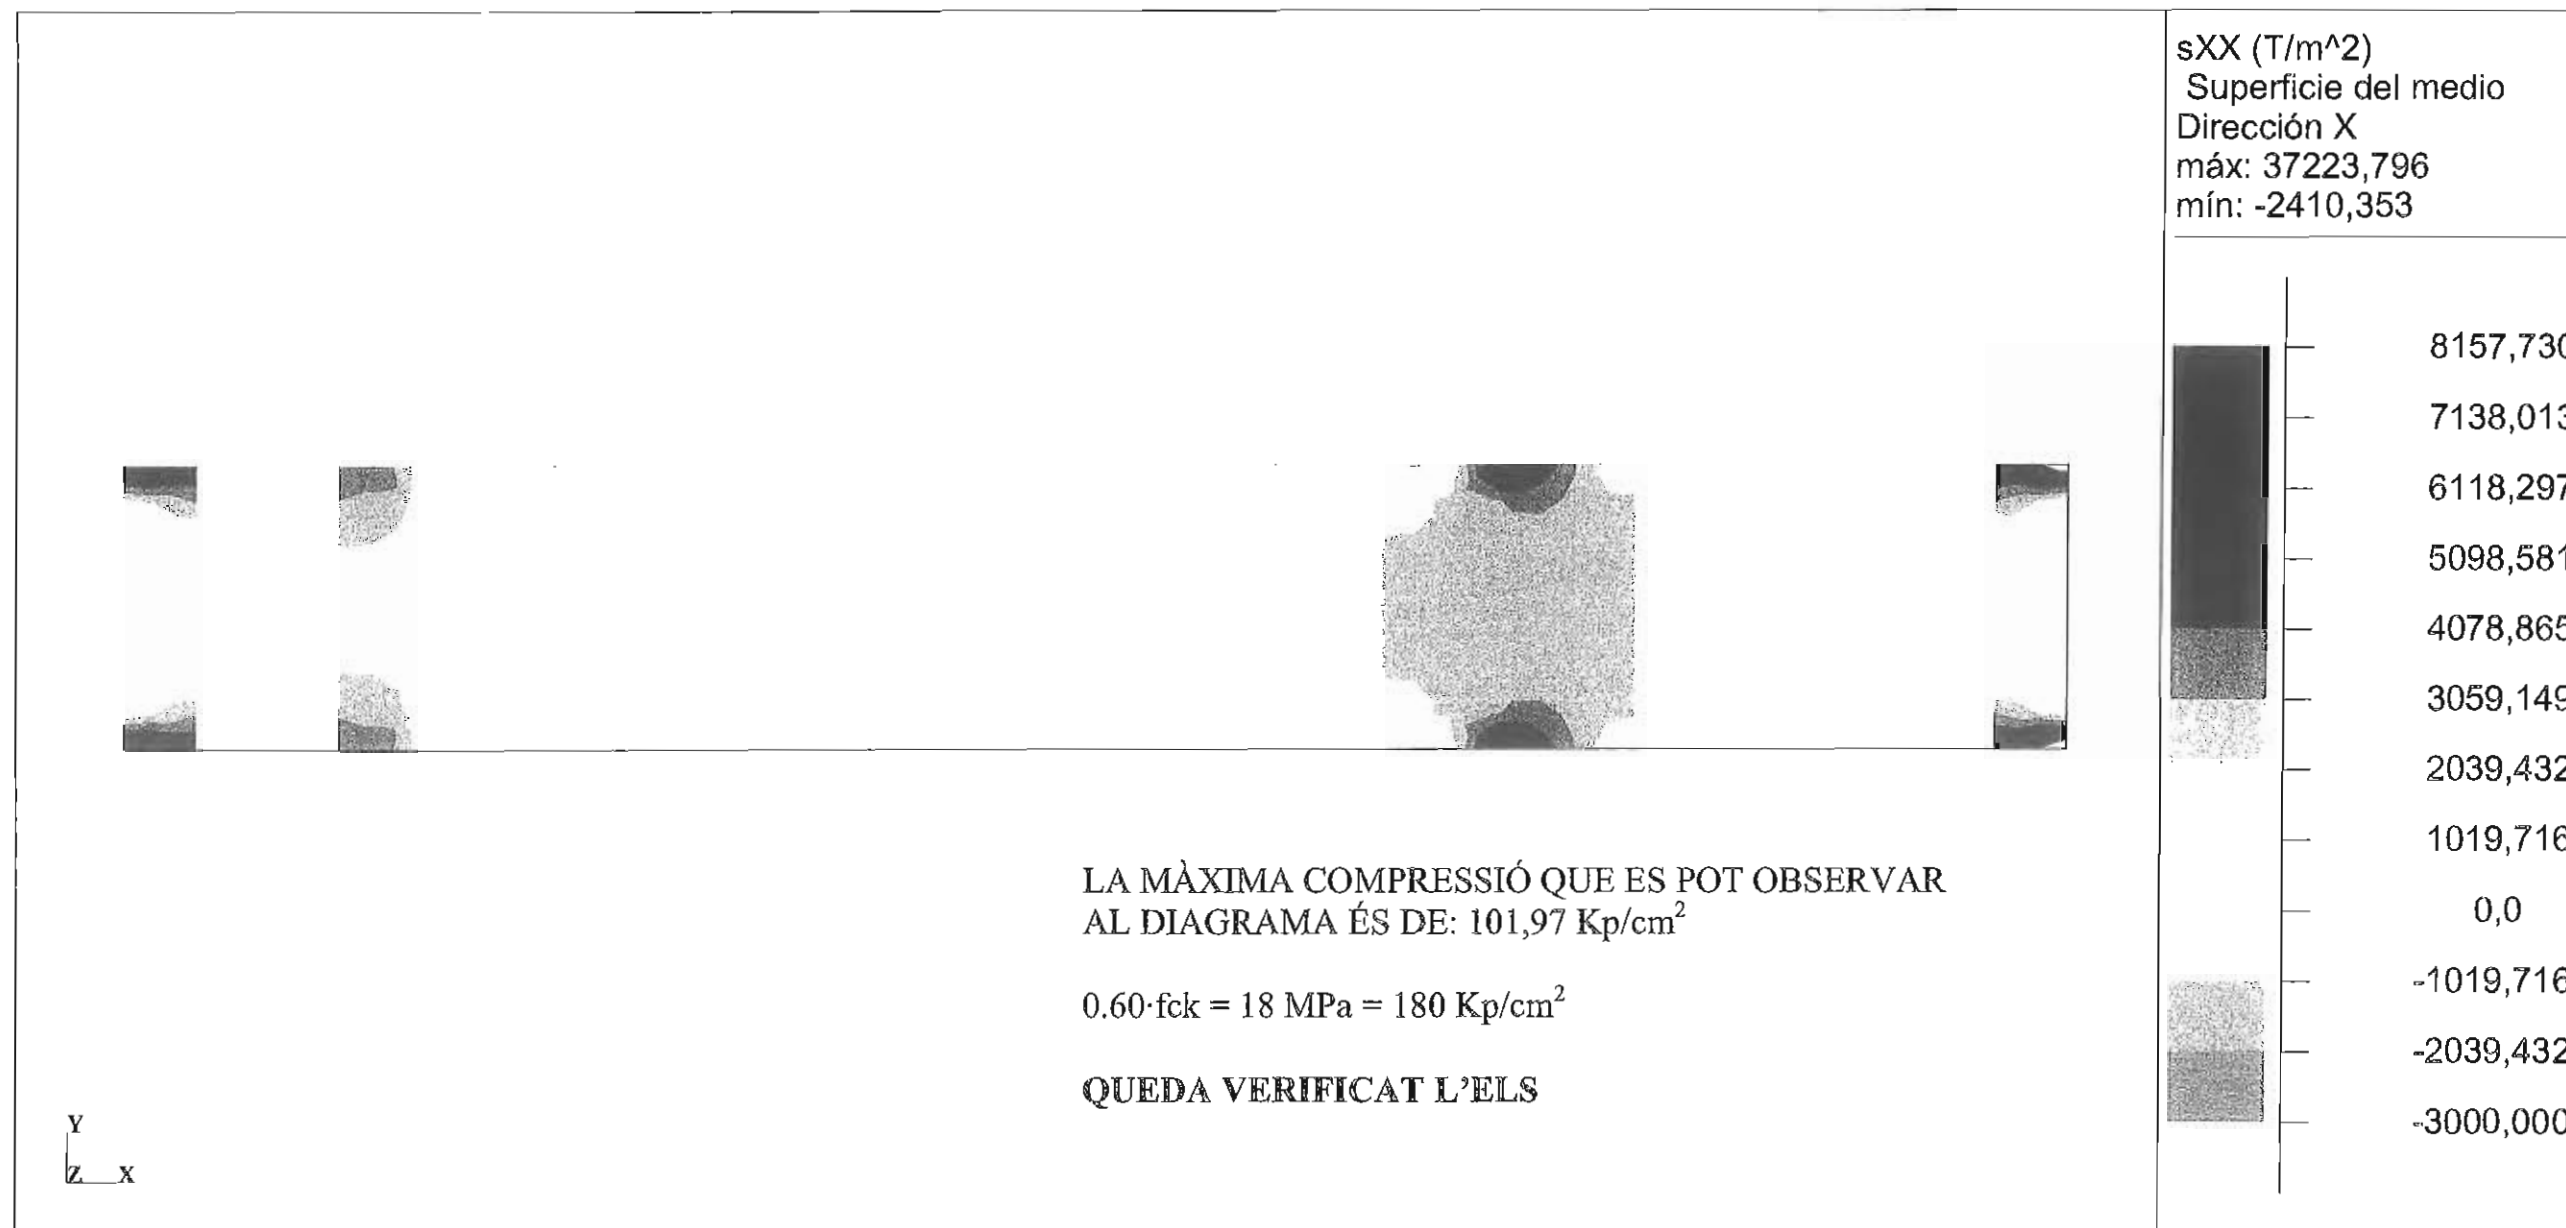 sXX (T/m^2)
Superficie del medio
Dirección X
máx: 37223,796
mín: -2410,353
8157,730
7138,013
6118,297
5098,581
4078,865
3059,149
2039,432
1019,716
0,0
-1019,716
-2039,432
-3000,000
LA MÀXIMA COMPRESSIÓ QUE ES POT OBSERVAR
AL DIAGRAMA ÉS DE: 101,97 Kp/cm²
0.60·fck = 18 MPa = 180 Kp/cm²
QUEDA VERIFICAT L'ELS
Y
Z X